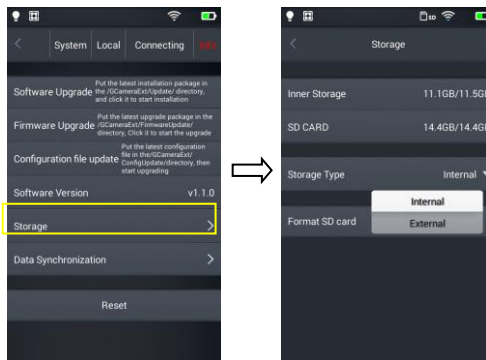 System Local Connecting Info
Software Upgrade
Put the latest installation package in
the /GCameraExt/Update/ directory,
and click it to start installation
Firmware Upgrade
Put the latest upgrade package in the
/GCameraExt/FirmwareUpdate/
directory, Click it to start the upgrade
Configuration file update
Put the latest configuration
file in the/GCameraExt/
ConfigUpdate/directory, then
start upgrading
Software Version v1.1.0
Storage
Data Synchronization
Reset
Storage
Inner Storage 11.1GB/11.5G
SD CARD 14.4GB/14.4G
Storage Type Internal
Internal
External
Format SD card